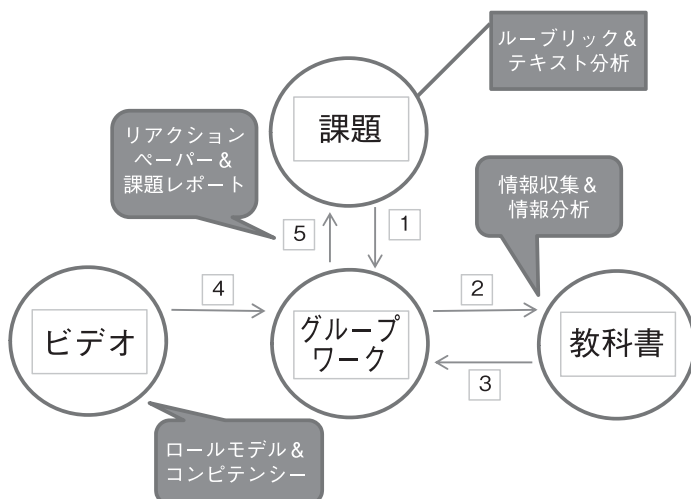 ルーブリック＆
テキスト分析
課題
リアクション
ペーパー＆
課題レポート
情報収集＆
情報分析
5
1
4
2
ビデオ
グループ
ワーク
教科書
3
ロールモデル＆
コンピテンシー